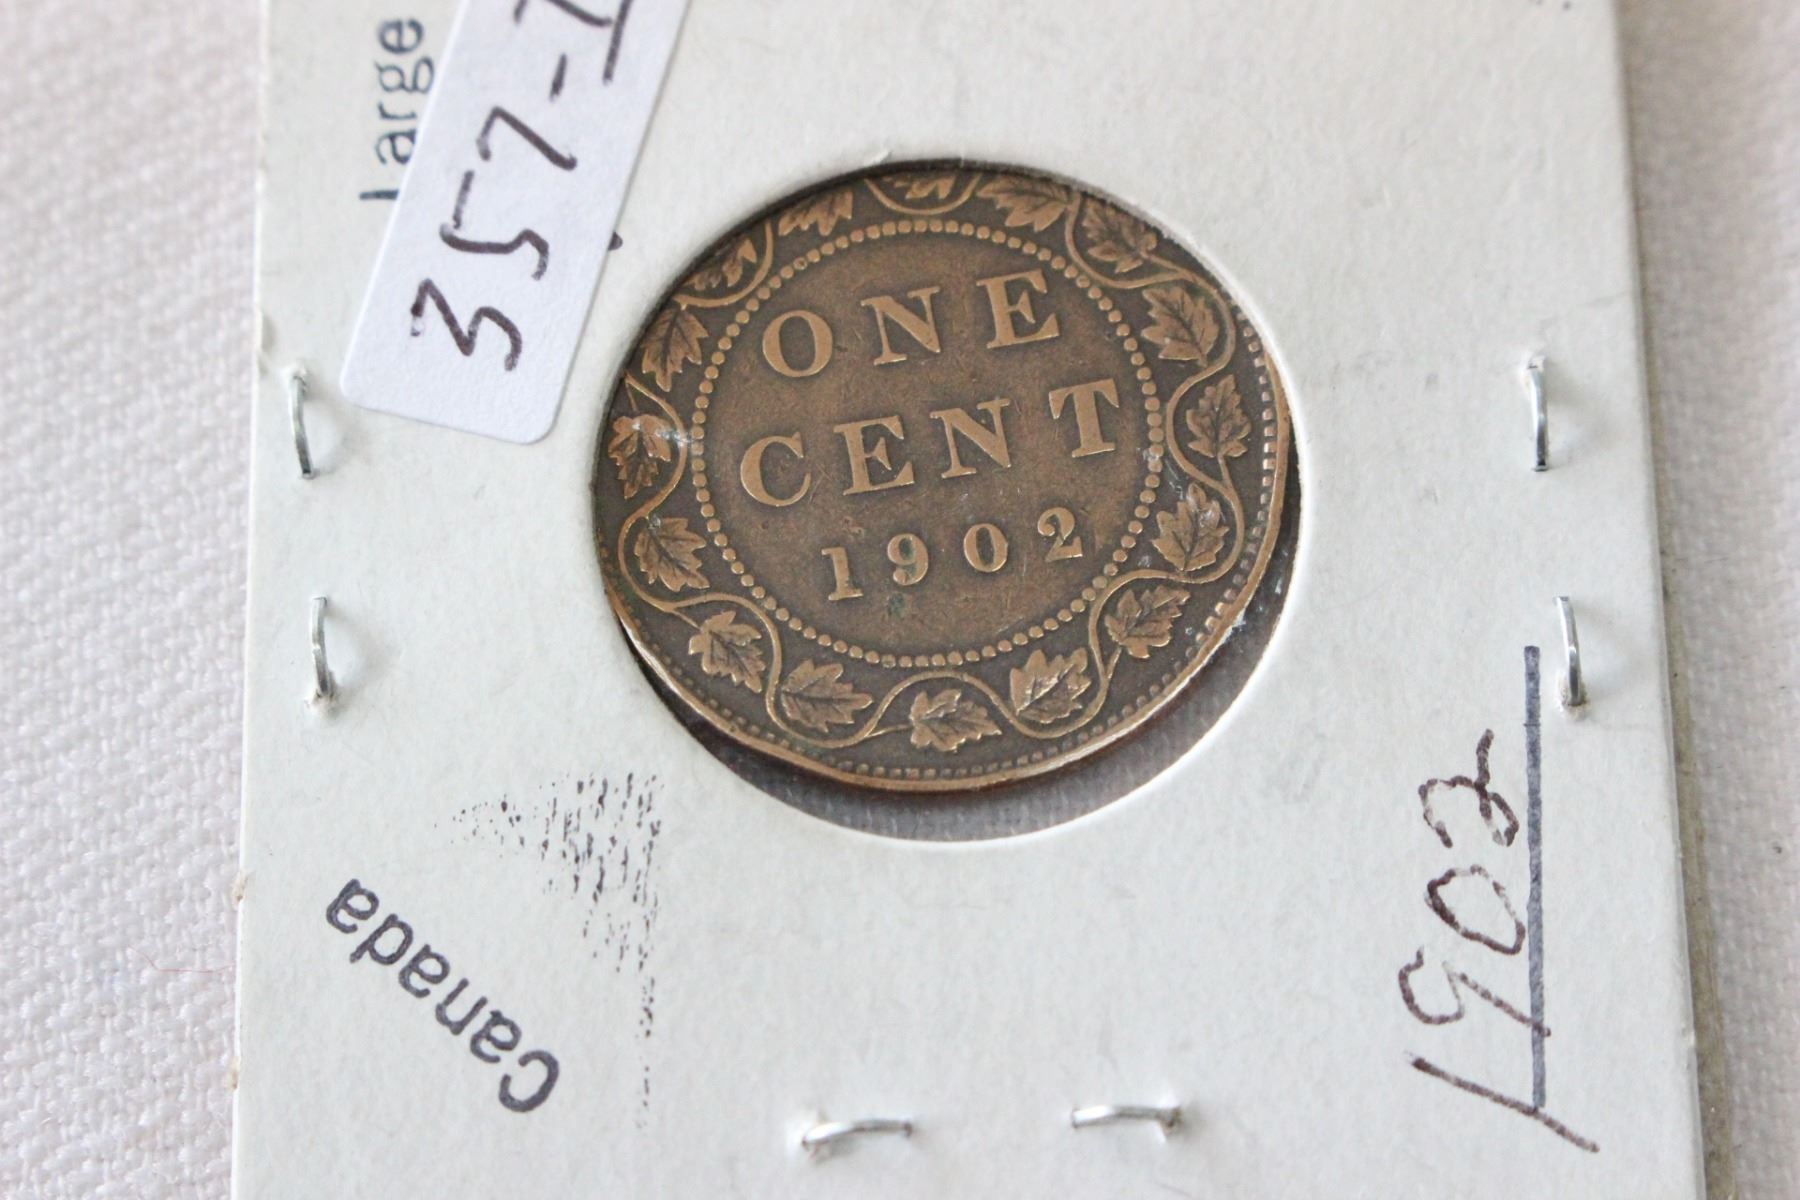 large
357-
ONE
CENT
1902
Canada
1902